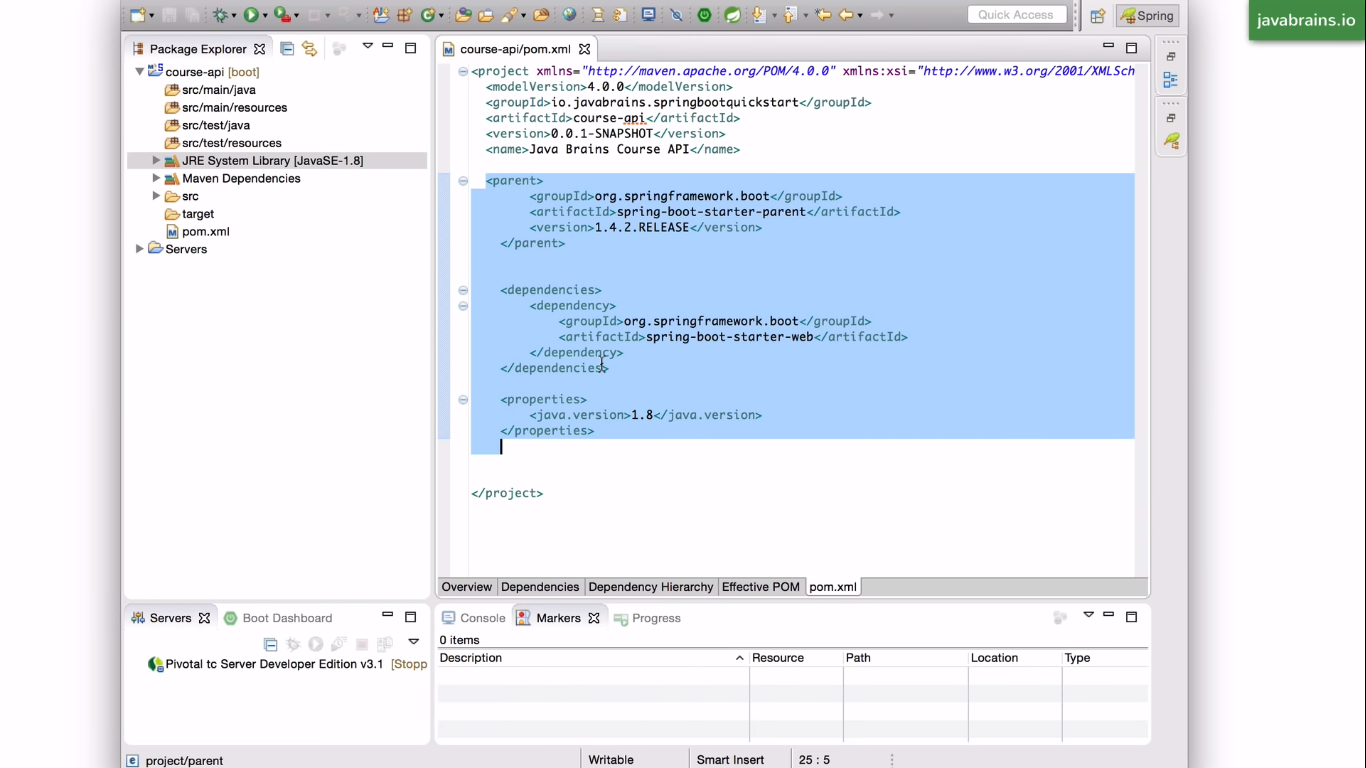 Quick Access
Spring
javabrains.io
Package Explorer
course-api [boot]
src/main/java
src/main/resources
src/test/java
src/test/resources
JRE System Library [JavaSE-1.8]
Maven Dependencies
src
target
pom.xml
Servers
course-api/pom.xml
<project xmlns="http://maven.apache.org/POM/4.0.0" xmlns:xsi="http://www.w3.org/2001/XMLSch
<modelVersion>4.0.0</modelVersion>
<groupId>io.javabrains.springbootquickstart</groupId>
<artifactId>course-api</artifactId>
<version>0.0.1-SNAPSHOT</version>
<name>Java Brains Course API</name>
<parent>
<groupId>org.springframework.boot</groupId>
<artifactId>spring-boot-starter-parent</artifactId>
<version>1.4.2.RELEASE</version>
</parent>
<dependencies>
<dependency>
<groupId>org.springframework.boot</groupId>
<artifactId>spring-boot-starter-web</artifactId>
</dependency>
</dependencies>
<properties>
<java.version>1.8</java.version>
</properties>
</project>
Overview Dependencies Dependency Hierarchy Effective POM pom.xml
Servers Boot Dashboard
Pivotal tc Server Developer Edition v3.1 [Stopp
Console Markers Progress
0 items
Description Resource Path Location Type
project/parent Writable Smart Insert 25 : 5